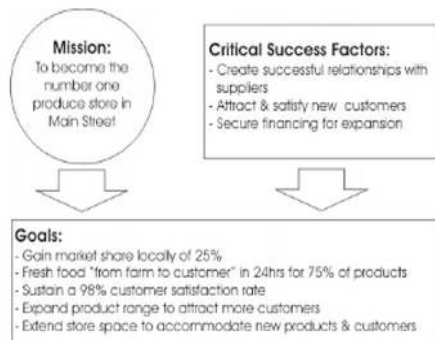 Mission:
To become the
number one
produce store in
Main Street
Critical Success Factors:
- Create successful relationships with
suppliers
- Attract & satisfy new customers
- Secure financing for expansion
Goals:
- Gain market share locally of 25%
- Fresh food "from farm to customer" in 24hrs for 75% of products
- Sustain a 98% customer satisfaction rate
- Expand product range to attract more customers
- Extend store space to accommodate new products & customers